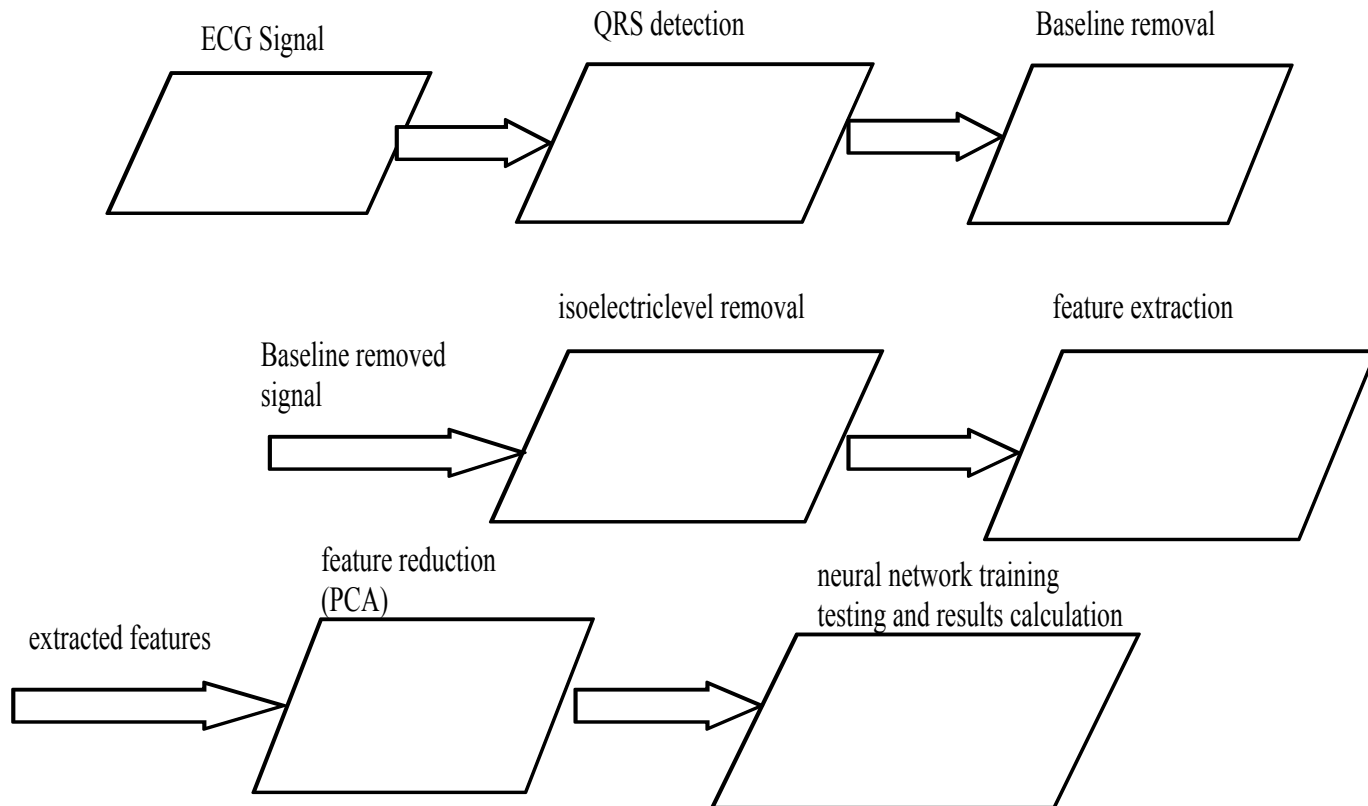 ECG Signal
QRS detection
Baseline removal
isoelectriclevel removal
feature extraction
Baseline removed
signal
feature reduction
(PCA)
neural network training
testing and results calculation
extracted features